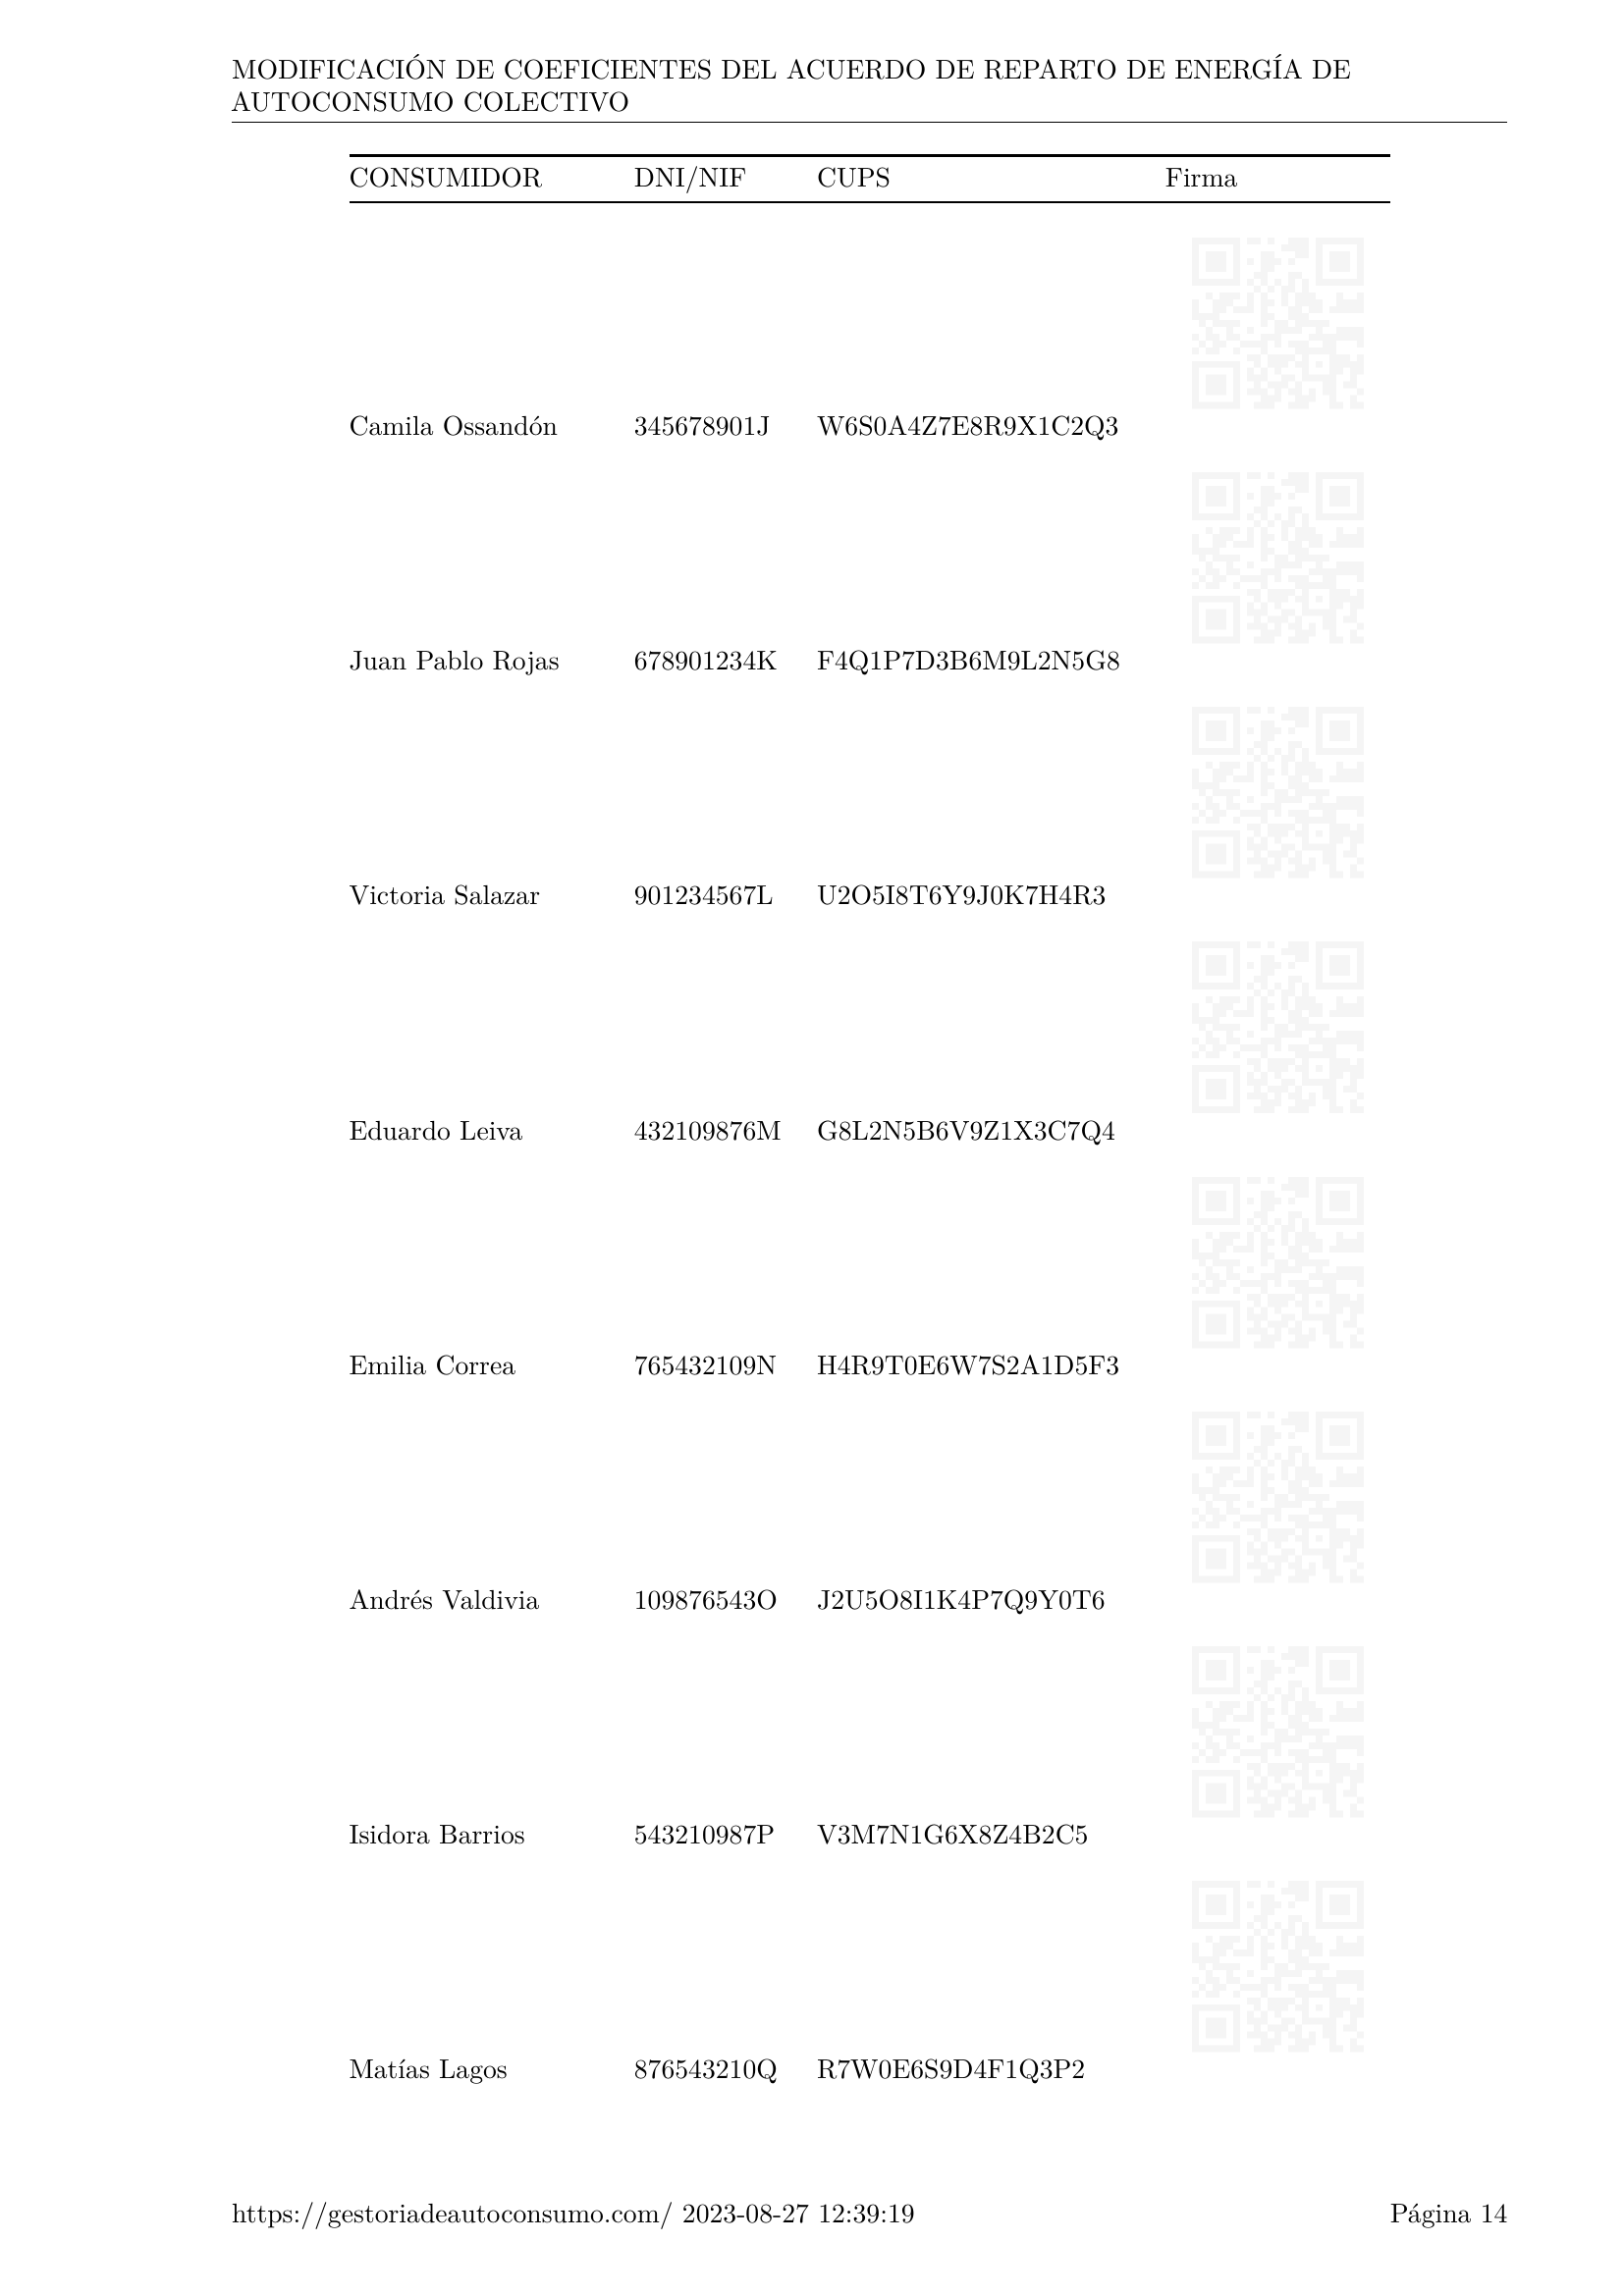 MODIFICACIÓN DE COEFICIENTES DEL ACUERDO DE REPARTO DE ENERGÍA DE
AUTOCONSUMO COLECTIVO
CONSUMIDOR DNI/NIF CUPS Firma
Camila Ossandón 345678901J W6S0A4Z7E8R9X1C2Q3
Juan Pablo Rojas 678901234K F4Q1P7D3B6M9L2N5G8
Victoria Salazar 901234567L U2O5I8T6Y9J0K7H4R3
Eduardo Leiva 432109876M G8L2N5B6V9Z1X3C7Q4
Emilia Correa 765432109N H4R9T0E6W7S2A1D5F3
Andrés Valdivia 109876543O J2U5O8I1K4P7Q9Y0T6
Isidora Barrios 543210987P V3M7N1G6X8Z4B2C5
Matías Lagos 876543210Q R7W0E6S9D4F1Q3P2
https://gestoriadeautoconsumo.com/ 2023-08-27 12:39:19 Página 14